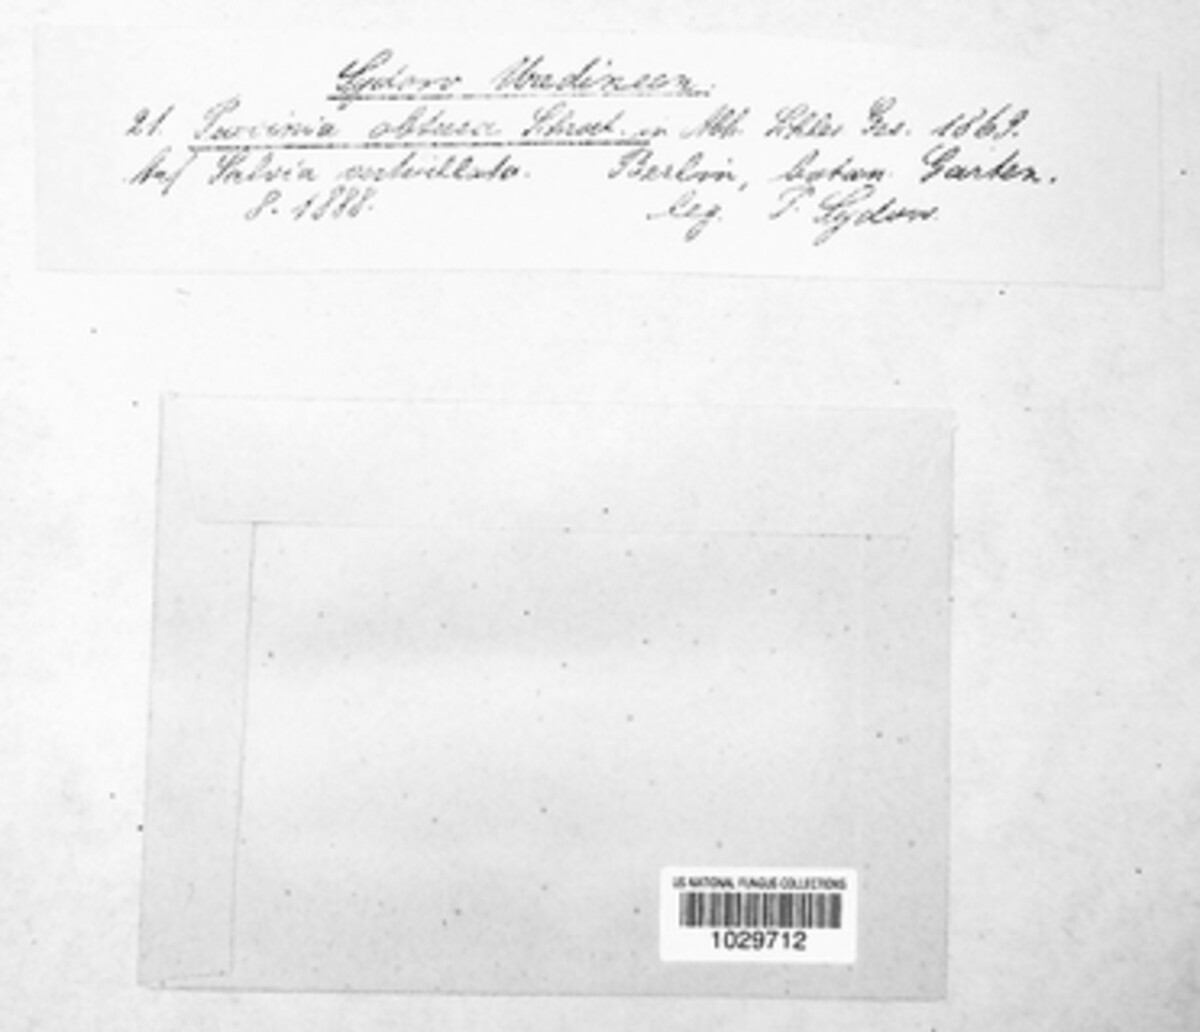 Sydow Uredineen.
21. Puccinia obtusa Schroet. in Abh. Schles Ges. 1869.
Auf Salvia verticillata. Berlin, botan. Garten.
8. 1888. leg. P. Sydow.
US NATIONAL FUNGUS COLLECTIONS
1029712